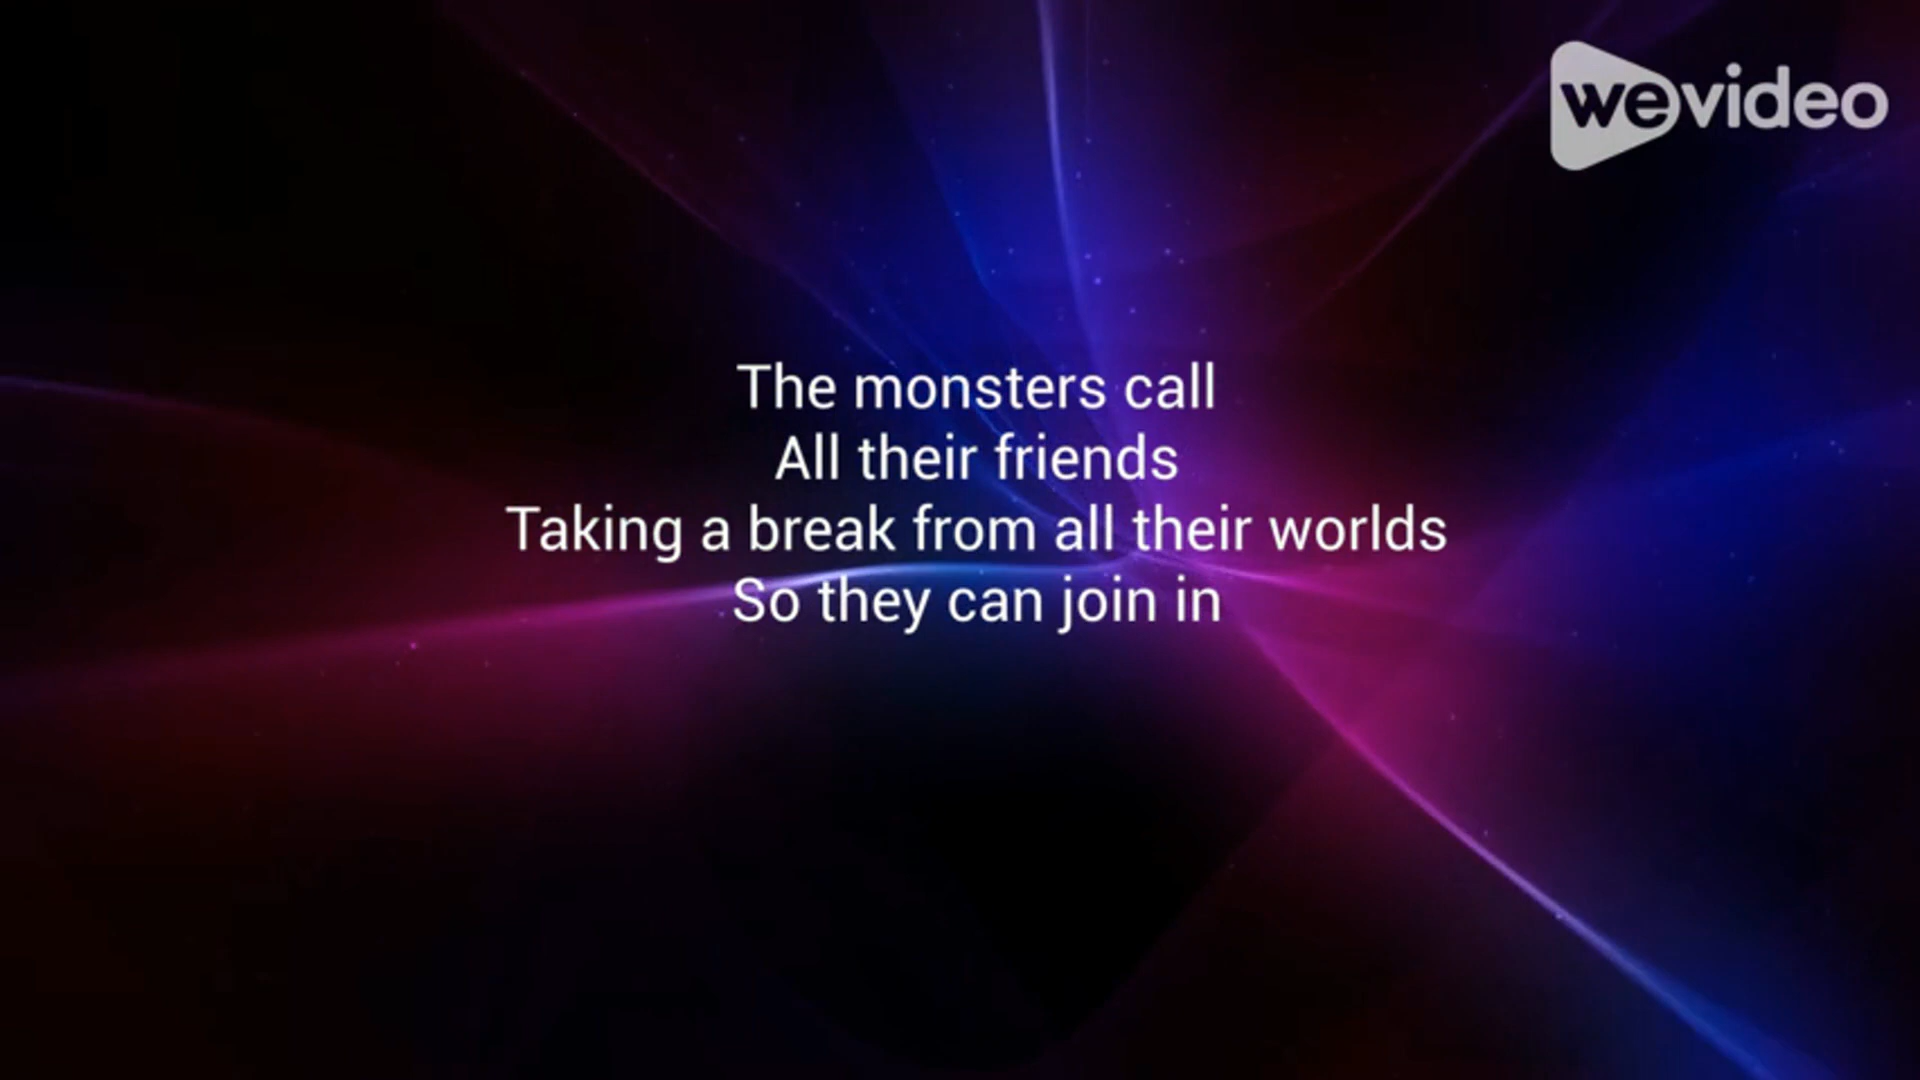 wevideo
The monsters call
All their friends
Taking a break from all their worlds
So they can join in